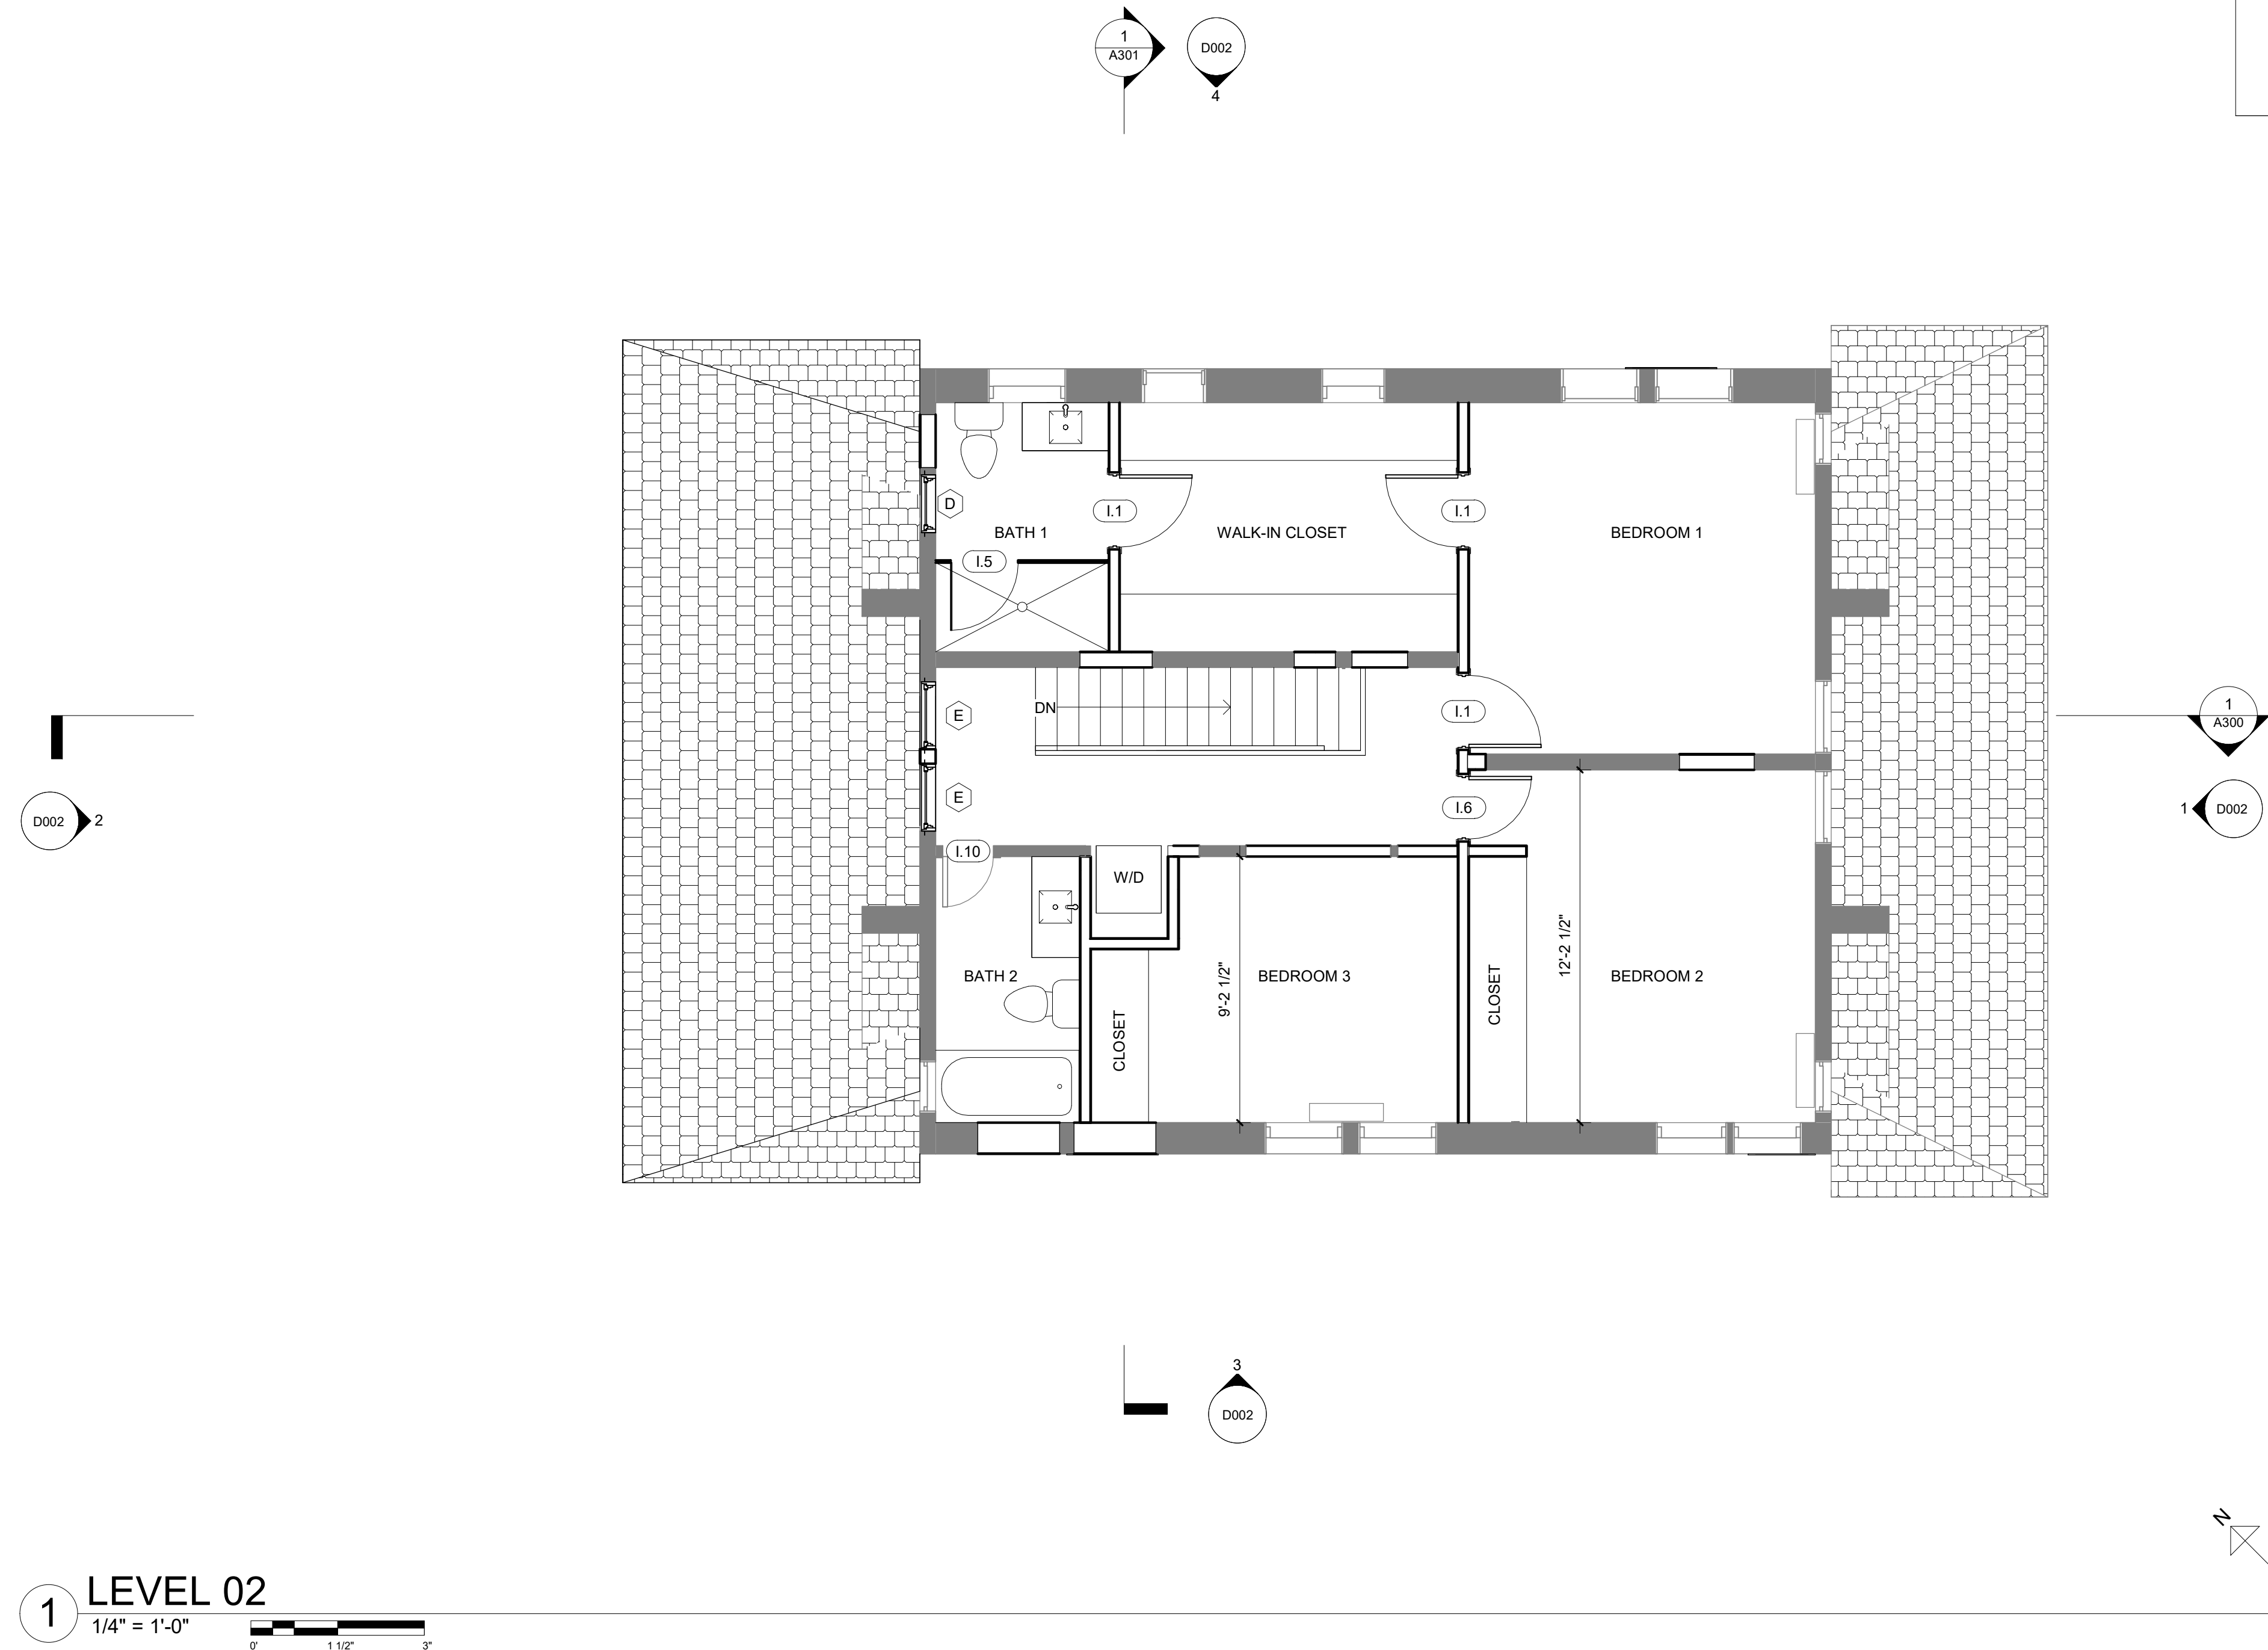 1
A301
D002
4
D
BATH 1
I.1
WALK-IN CLOSET
I.1
BEDROOM 1
I.5
DN
E
I.1
1
A300
E
I.6
D002
2
1
D002
I.10
W/D
BATH 2
CLOSET
9'-2 1/2"
BEDROOM 3
CLOSET
12'-2 1/2"
BEDROOM 2
3
D002
N
1
LEVEL 02
1/4" = 1'-0"
0'
1 1/2"
3"